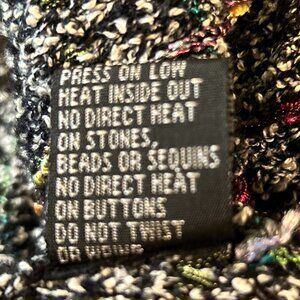 PRESS ON LOW
HEAT INSIDE OUT
NO DIRECT HEAT
ON STONES,
BEADS OR SEQUINS
NO DIRECT HEAT
ON BUTTONS
DO NOT TWIST
OR